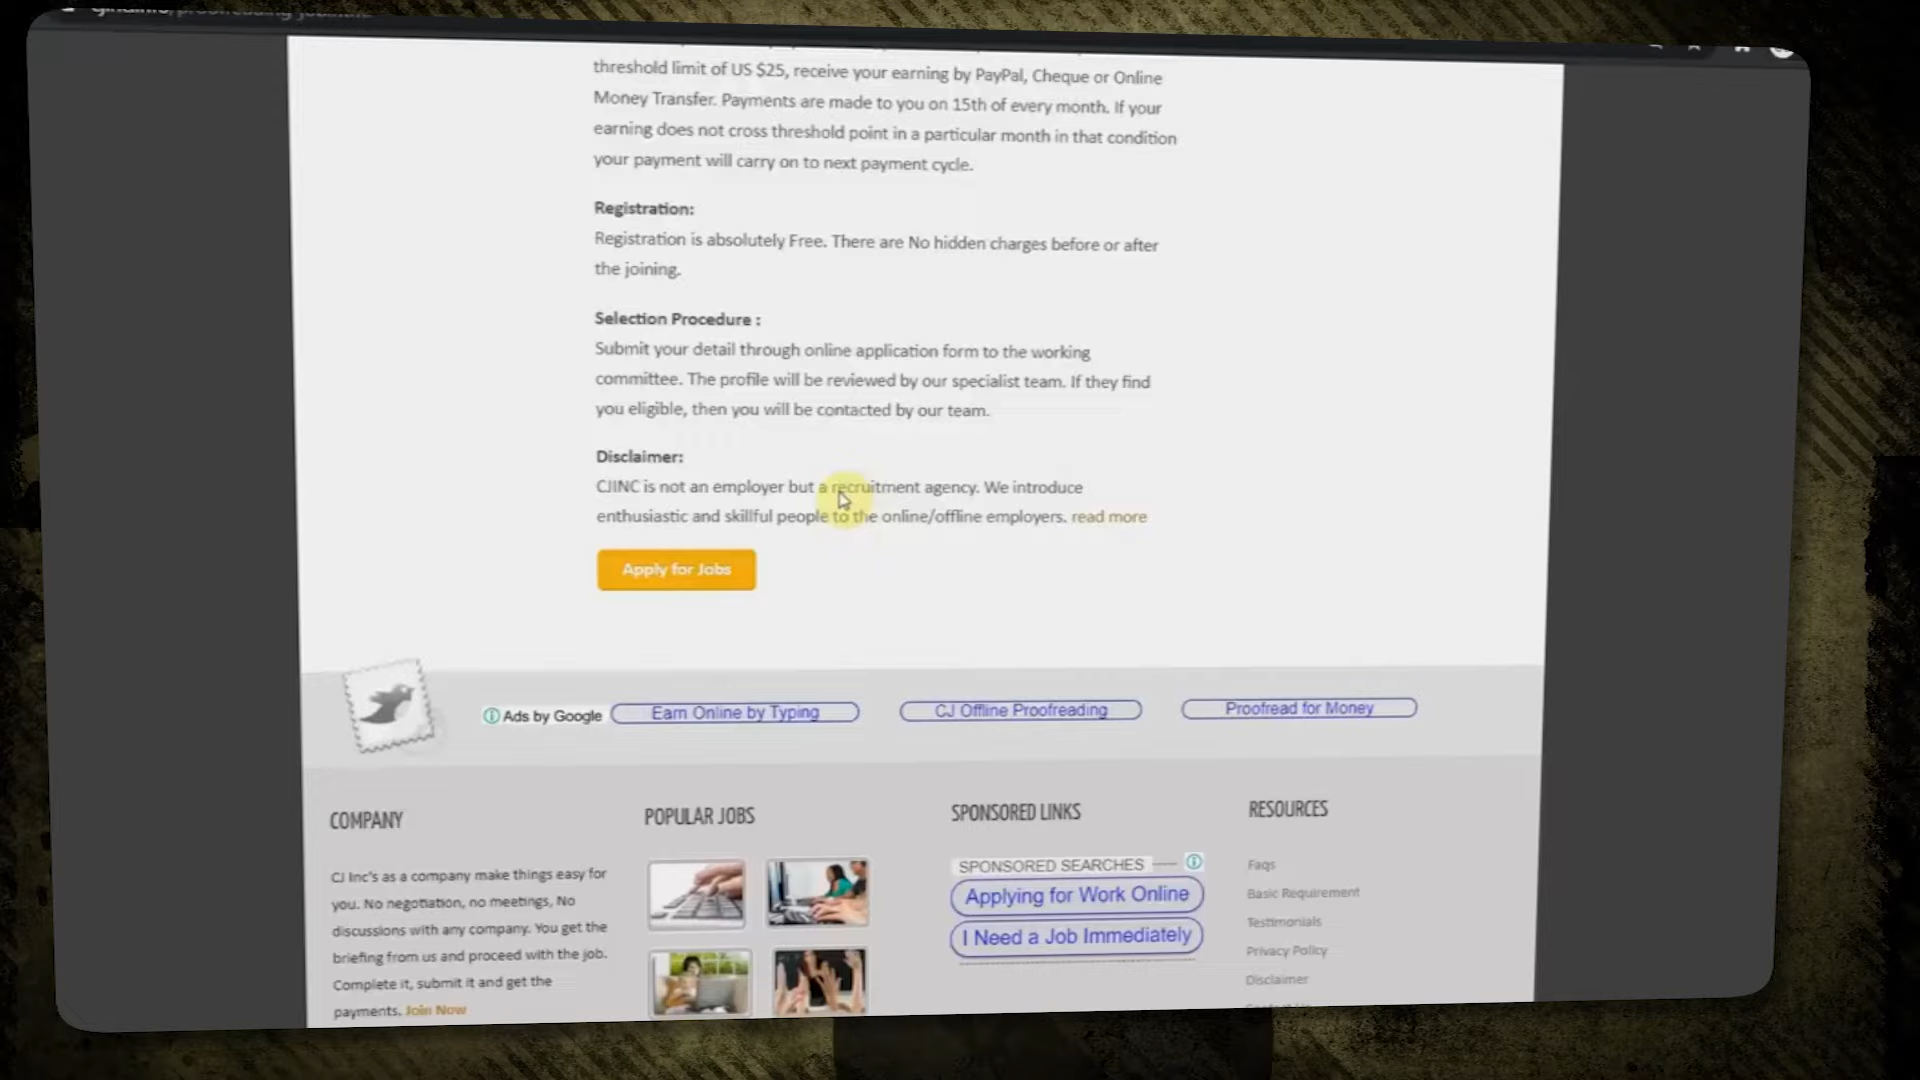 threshold limit of US $25, receive your earning by PayPal, Cheque or Online
Money Transfer. Payments are made to you on 15th of every month. If your
earning does not cross threshold point in a particular month in that condition
your payment will carry on to next payment cycle.
Registration:
Registration is absolutely Free. There are No hidden charges before or after
the joining.
Selection Procedure :
Submit your detail through online application form to the working
committee. The profile will be reviewed by our specialist team. If they find
you eligible, then you will be contacted by our team.
Disclaimer:
CJINC is not an employer but a recruitment agency. We introduce
enthusiastic and skillful people to the online/offline employers. read more
Apply for Jobs
Ads by Google
Earn Online by Typing
CJ Offline Proofreading
Proofread for Money
COMPANY
CJ Inc's as a company make things easy for
you. No negotiation, no meetings, No
discussions with any company. You get the
briefing from us and proceed with the job.
Complete it, submit it and get the
payments. Join Now
POPULAR JOBS
SPONSORED LINKS
SPONSORED SEARCHES
Applying for Work Online
I Need a Job Immediately
RESOURCES
Faqs
Basic Requirement
Testimonials
Privacy Policy
Disclaimer